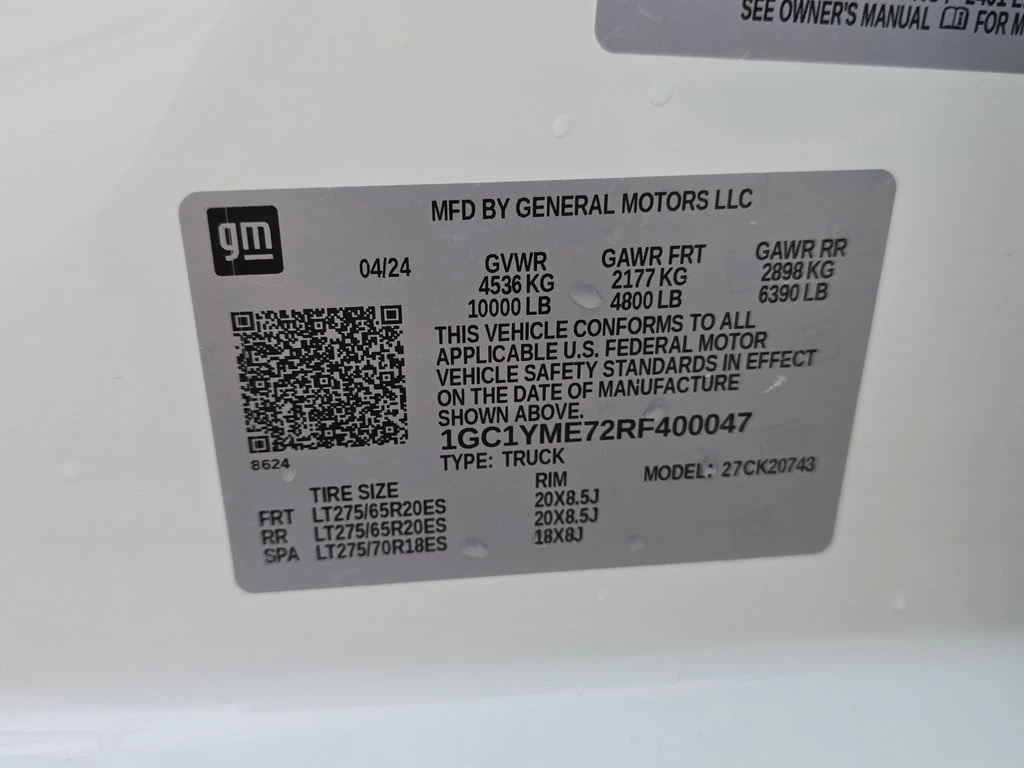 SEE OWNER'S MANUAL FOR M
gm
MFD BY GENERAL MOTORS LLC
04/24
GVWR GAWR FRT GAWR RR
4536 KG 2177 KG 2898 KG
10000 LB 4800 LB 6390 LB
THIS VEHICLE CONFORMS TO ALL
APPLICABLE U.S. FEDERAL MOTOR
VEHICLE SAFETY STANDARDS IN EFFECT
ON THE DATE OF MANUFACTURE
SHOWN ABOVE.
1GC1YME72RF400047
8624
TYPE: TRUCK MODEL: 27CK20743
TIRE SIZE RIM
FRT LT275/65R20ES 20X8.5J
RR LT275/65R20ES 20X8.5J
SPA LT275/70R18ES 18X8J